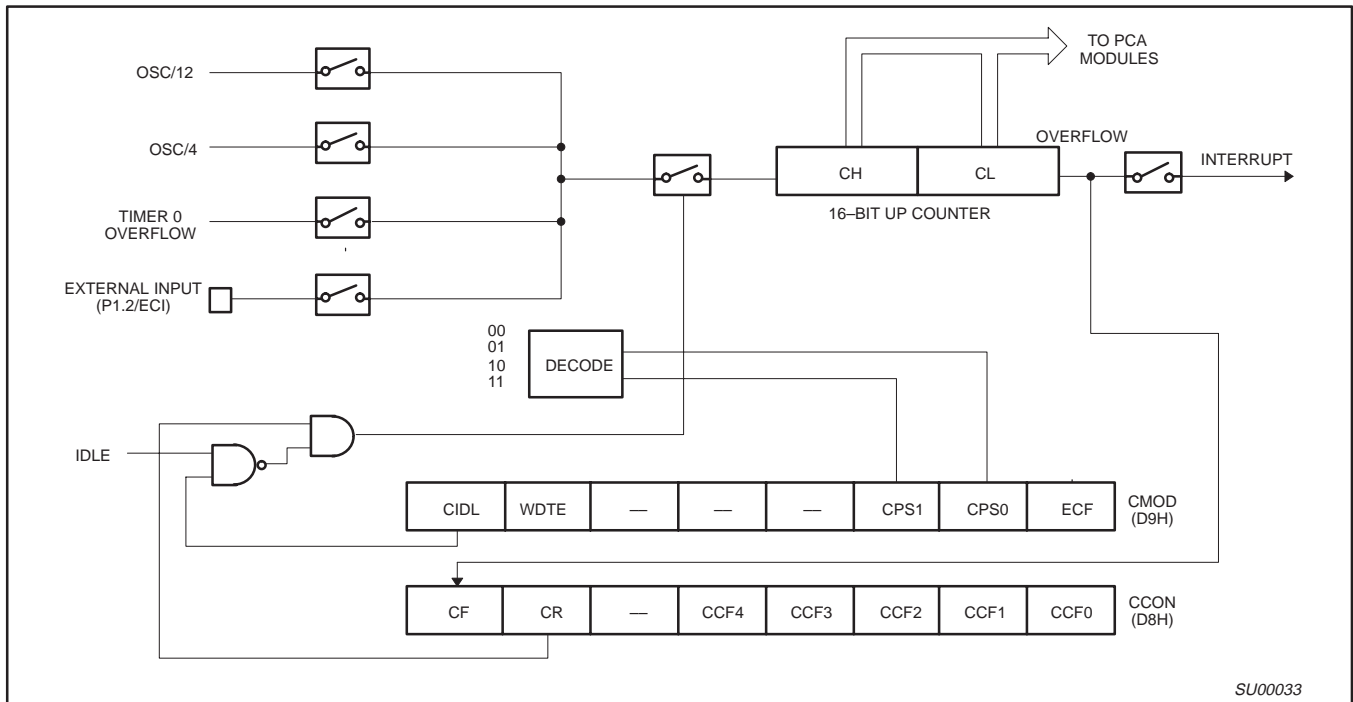 TO PCA
MODULES
OSC/12
OSC/4
TIMER 0
OVERFLOW
EXTERNAL INPUT
(P1.2/ECI)
CH CL
OVERFLOW
INTERRUPT
16–BIT UP COUNTER
00
01
10
11
DECODE
IDLE
CIDL WDTE –– –– –– CPS1 CPS0 ECF
CMOD
(D9H)
CF CR –– CCF4 CCF3 CCF2 CCF1 CCF0
CCON
(D8H)
SU00033